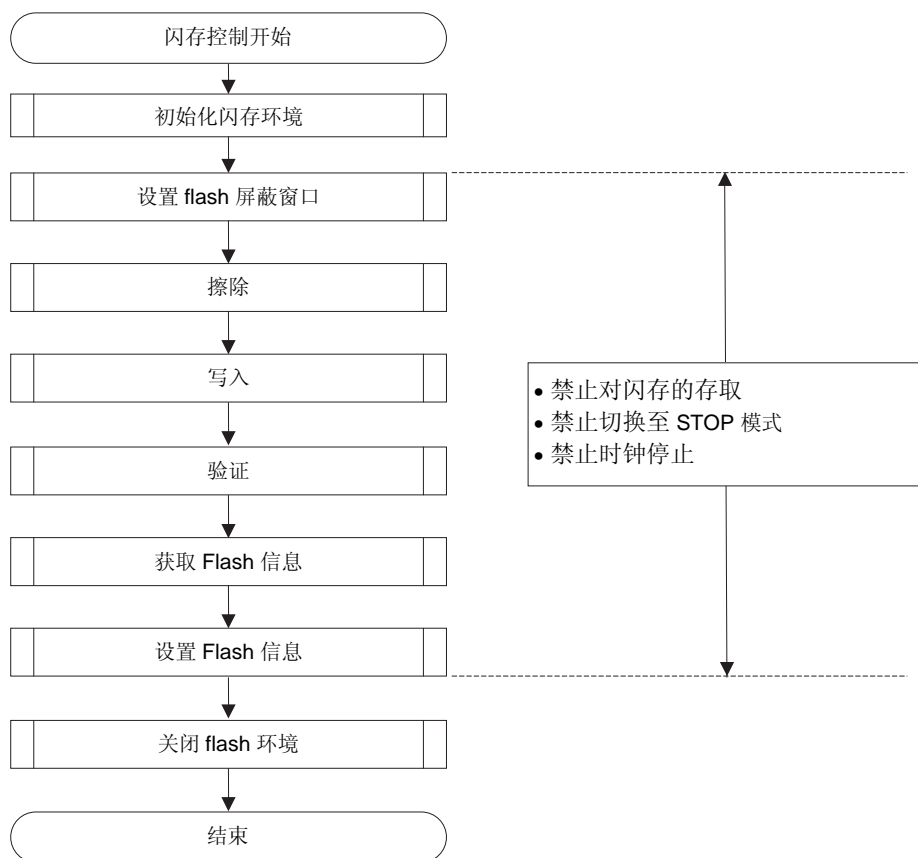 闪存控制开始
初始化闪存环境
设置 flash 屏蔽窗口
擦除
写入
验证
获取 Flash 信息
设置 Flash 信息
关闭 flash 环境
结束
• 禁止对闪存的存取
• 禁止切换至 STOP 模式
• 禁止时钟停止